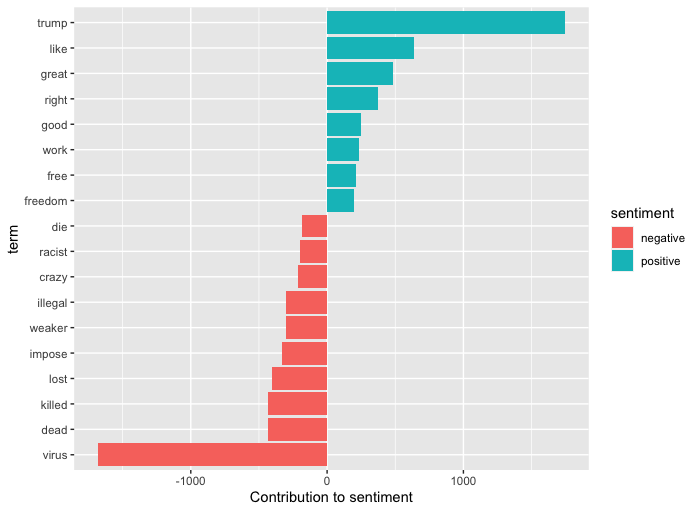 trump
like
great
right
good
work
free
freedom
die
racist
crazy
illegal
weaker
impose
lost
killed
dead
virus
term
-1000 0 1000
Contribution to sentiment
sentiment
negative
positive